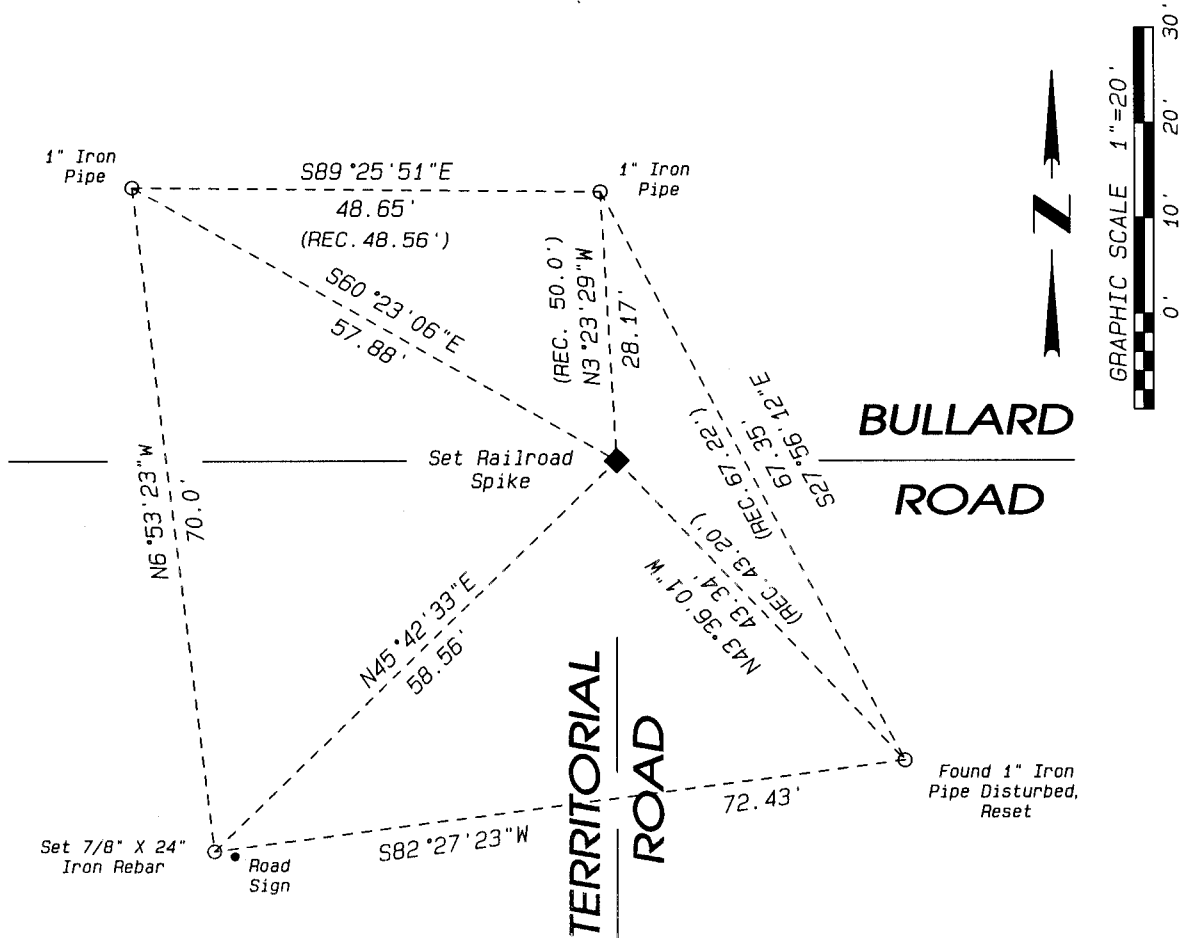 1" Iron
Pipe
S89°25'51"E
48.65'
(REC. 48.56')
1" Iron
Pipe
S60°23'06"E
57.88'
(REC. 50.0')
N3°23'29"W
28.17'
S27°56'12"E
67.35'
(REC. 67.22')
N
GRAPHIC SCALE 1"=20'
0'
10'
20'
30'
BULLARD
ROAD
Set Railroad
Spike
N6°53'23"W
70.0'
N45°42'33"E
58.56'
N43°36'01"W
43.34'
(REC. 43.20')
TERRITORIAL
ROAD
S82°27'23"W
72.43'
Found 1" Iron
Pipe Disturbed,
Reset
Set 7/8" X 24"
Iron Rebar
Road
Sign